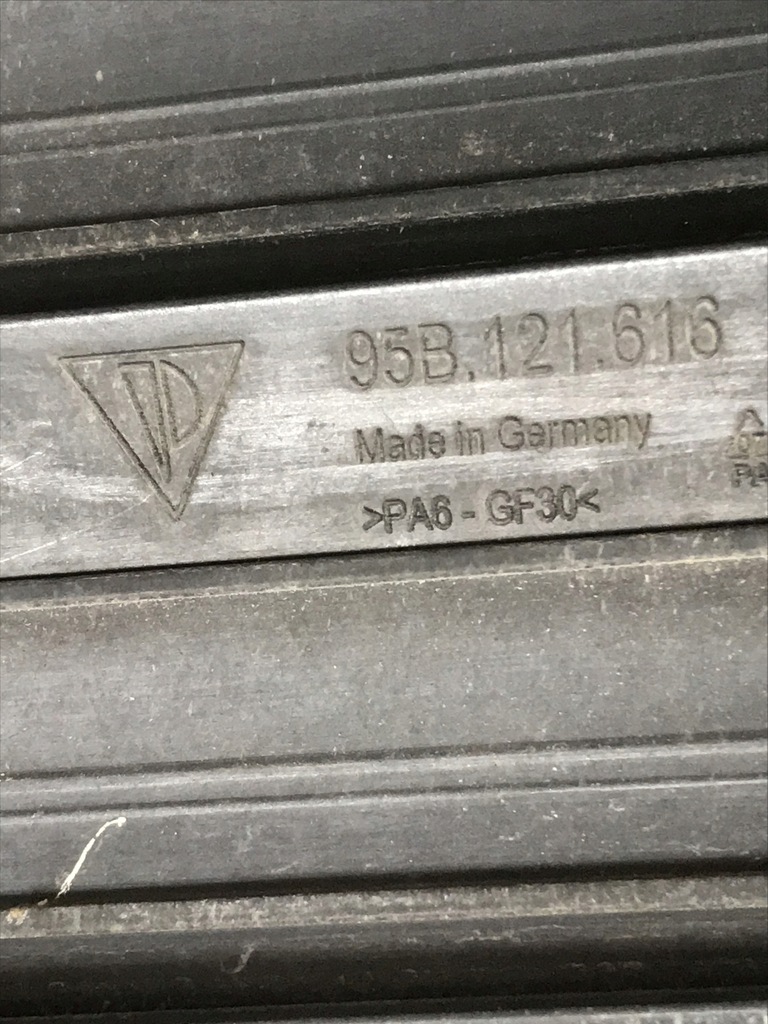 95B.121.616
Made in Germany
>PA6 - GF30<